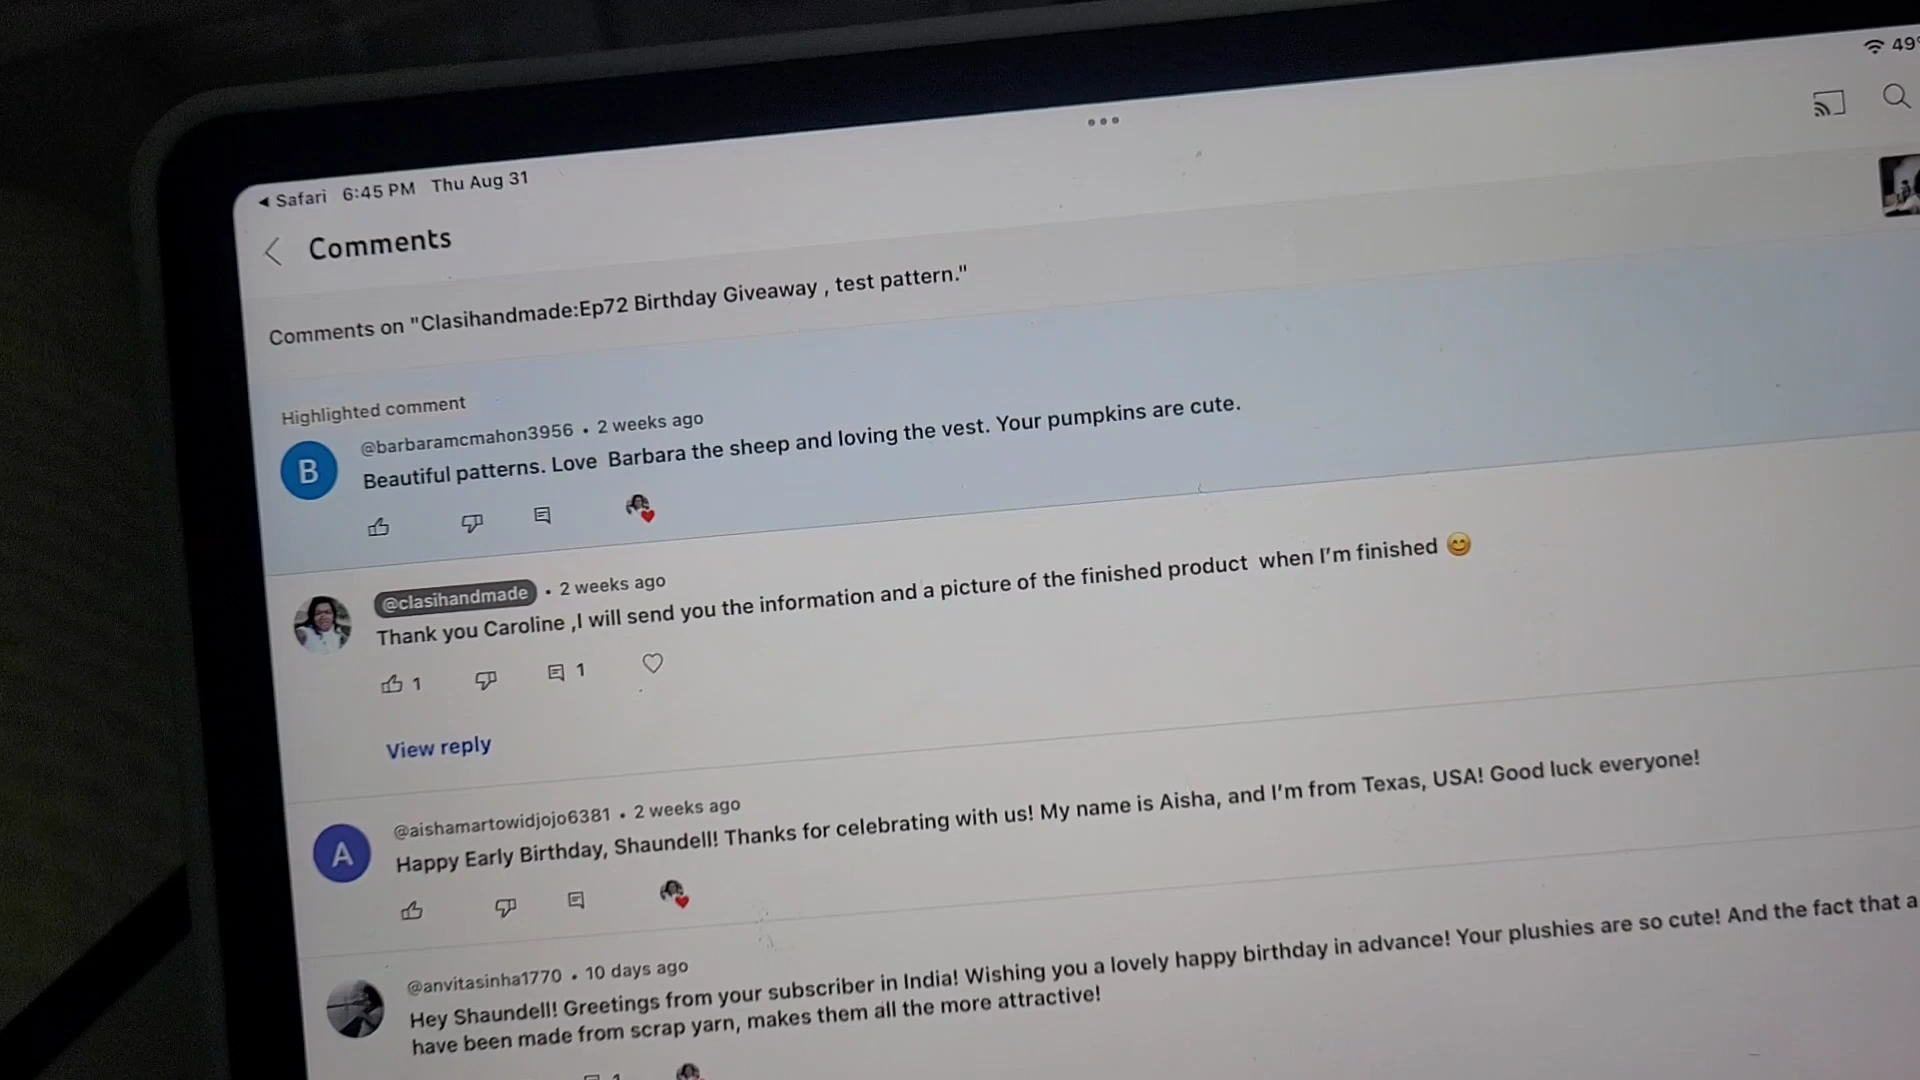 49
Safari 6:45 PM Thu Aug 31
Comments
Comments on "Clasihandmade:Ep72 Birthday Giveaway , test pattern."
Highlighted comment
@barbaramcmahon3956 • 2 weeks ago
B
Beautiful patterns. Love Barbara the sheep and loving the vest. Your pumpkins are cute.
@clasihandmade • 2 weeks ago
Thank you Caroline ,I will send you the information and a picture of the finished product when I'm finished 😊
1 1
View reply
@aishamartowidjojo6381 • 2 weeks ago
A
Happy Early Birthday, Shaundell! Thanks for celebrating with us! My name is Aisha, and I'm from Texas, USA! Good luck everyone!
@anvitasinha1770 • 10 days ago
Hey Shaundell! Greetings from your subscriber in India! Wishing you a lovely happy birthday in advance! Your plushies are so cute! And the fact that a
have been made from scrap yarn, makes them all the more attractive!